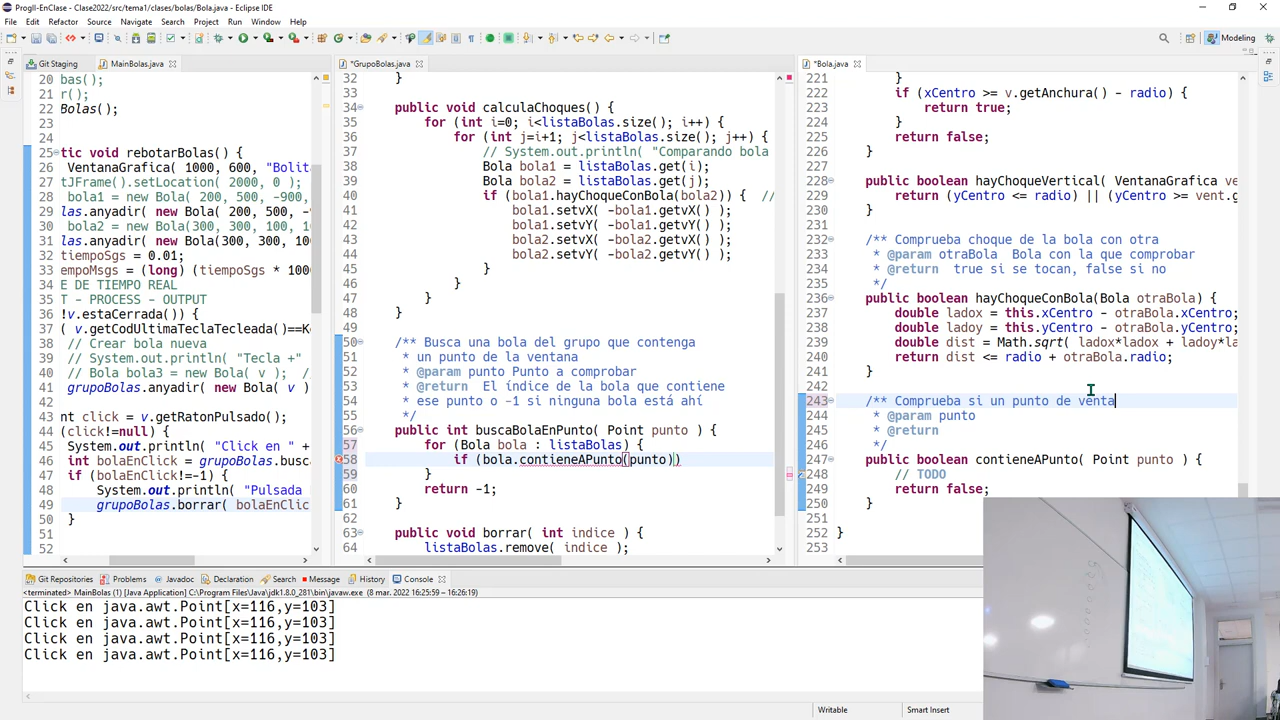 ProgII-EnClase - Clase2022/src/tema1/clases/bolas/Bola.java - Eclipse IDE
File Edit Refactor Source Navigate Search Project Run Window Help
Modeling
Git Staging MainBolas.java
20 bas();
21 r();
22 Bolas();
23
24
25 tic void rebotarBolas() {
26 VentanaGrafica ( 1000, 600, "Bolit
27 tJFrame().setLocation( 2000, 0 );
28 bola1 = new Bola( 200, 500, -900,
29 las.anyadir( new Bola( 200, 500, -
30 bola2 = new Bola(300, 300, 100, 1
31 las.anyadir( new Bola(300, 300, 10
32 tiempoSgs = 0.01;
33 empoMsgs = (long) (tiempoSgs * 100
34 E DE TIEMPO REAL
35 T - PROCESS - OUTPUT
36 !v.estaCerrada()) {
37 ( v.getCodUltimaTeclaTecleada()==Ke
38 // Crear bola nueva
39 // System.out.println( "Tecla +"
40 // Bola bola3 = new Bola( v ); /
41 grupoBolas.anyadir( new Bola( v )
42
43 nt click = v.getRatonPulsado();
44 (click!=null) {
45 System.out.println( "Click en " +
46 int bolaEnClick = grupoBolas.busc
47 if (bolaEnClick!=-1) {
48 System.out.println( "Pulsada
49 grupoBolas.borrar( bolaEnClic
50 }
51
52
*GrupoBolas.java
32 }
33
34 public void calculaChoques() {
35 for (int i=0; i<listaBolas.size(); i++) {
36 for (int j=i+1; j<listaBolas.size(); j++) {
37 // System.out.println( "Comparando bola
38 Bola bola1 = listaBolas.get(i);
39 Bola bola2 = listaBolas.get(j);
40 if (bola1.hayChoqueConBola(bola2)) { //
41 bola1.setvX( -bola1.getvX() );
42 bola1.setvY( -bola1.getvY() );
43 bola2.setvX( -bola2.getvX() );
44 bola2.setvY( -bola2.getvY() );
45 }
46 }
47 }
48 }
49
50 /** Busca una bola del grupo que contenga
51 * un punto de la ventana
52 * @param punto Punto a comprobar
53 * @return El índice de la bola que contiene
54 * ese punto o -1 si ninguna bola está ahí
55 */
56 public int buscaBolaEnPunto( Point punto ) {
57 for (Bola bola : listaBolas) {
58 if (bola.contieneAPunto(punto))
59 }
60 return -1;
61 }
62
63 public void borrar( int indice ) {
64 listaBolas.remove( indice );
*Bola.java
221 }
222 if (xCentro >= v.getAnchura() - radio) {
223 return true;
224 }
225 return false;
226 }
227
228 public boolean hayChoqueVertical( VentanaGrafica ve
229 return (yCentro <= radio) || (yCentro >= vent.g
230 }
231
232 /** Comprueba choque de la bola con otra
233 * @param otraBola Bola con la que comprobar
234 * @return true si se tocan, false si no
235 */
236 public boolean hayChoqueConBola(Bola otraBola) {
237 double ladox = this.xCentro - otraBola.xCentro;
238 double ladoy = this.yCentro - otraBola.yCentro;
239 double dist = Math.sqrt( ladox*ladox + ladoy*la
240 return dist <= radio + otraBola.radio;
241 }
242
243 /** Comprueba si un punto de venta
244 * @param punto
245 * @return
246 */
247 public boolean contieneAPunto( Point punto ) {
248 // TODO
249 return false;
250 }
251
252 }
253
Git Repositories Problems Javadoc Declaration Search Message History Console
<terminated> MainBolas (1) [Java Application] C:\Program Files\Java\jdk1.8.0_281\bin\javaw.exe (8 mar. 2022 16:25:59 – 16:26:19)
Click en java.awt.Point[x=116,y=103]
Click en java.awt.Point[x=116,y=103]
Click en java.awt.Point[x=116,y=103]
Click en java.awt.Point[x=116,y=103]
Writable Smart Insert